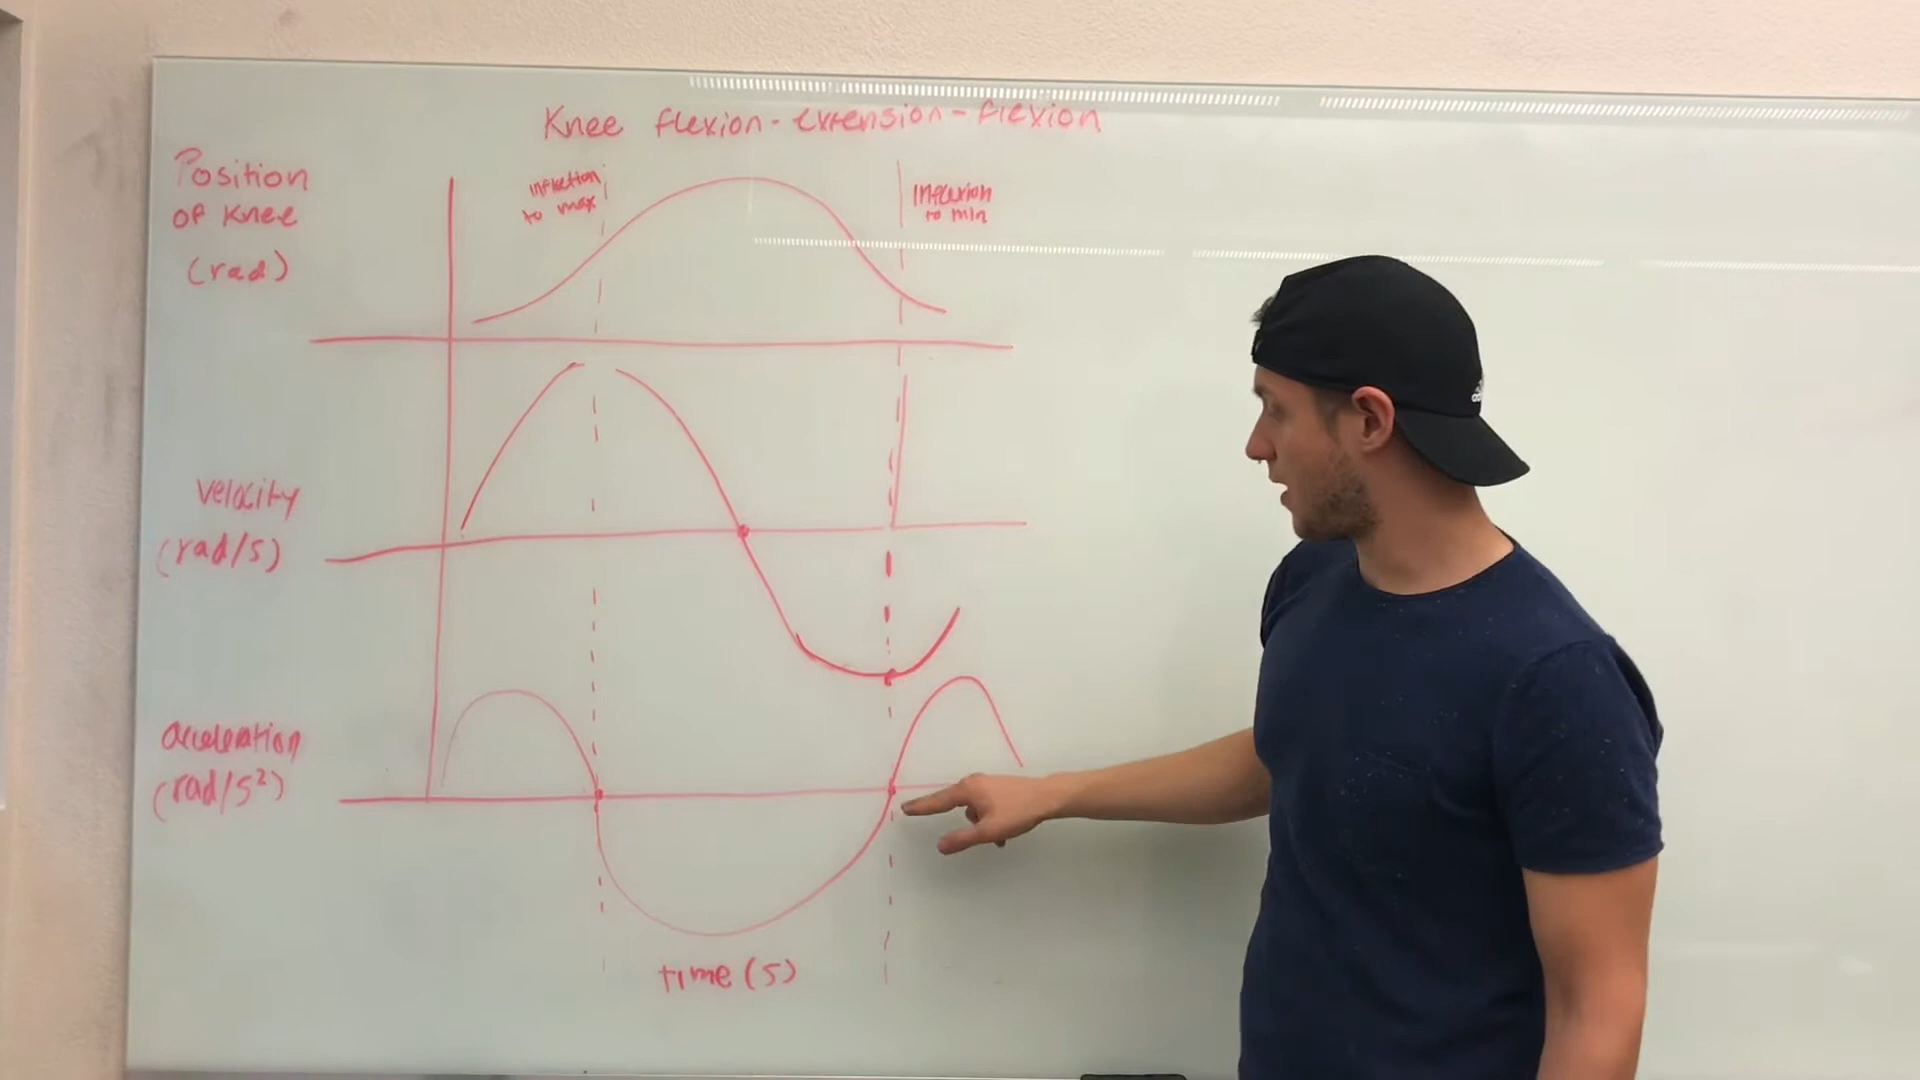 Knee flexion-extension-flexion
Position
of Knee
(rad)
inflection
to max
Inflexion
to min
velocity
(rad/s)
acceleration
(rad/s²)
time (s)